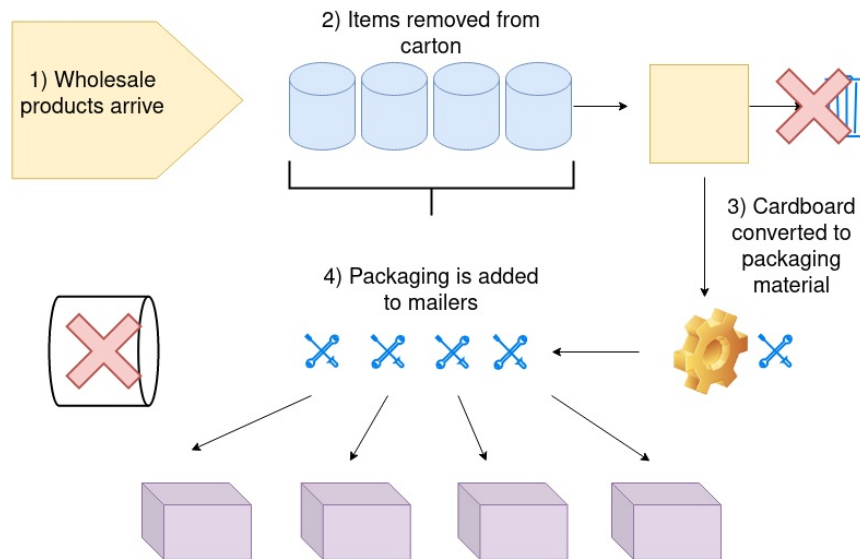 1) Wholesale
products arrive
2) Items removed from
carton
3) Cardboard
converted to
packaging
material
4) Packaging is added
to mailers